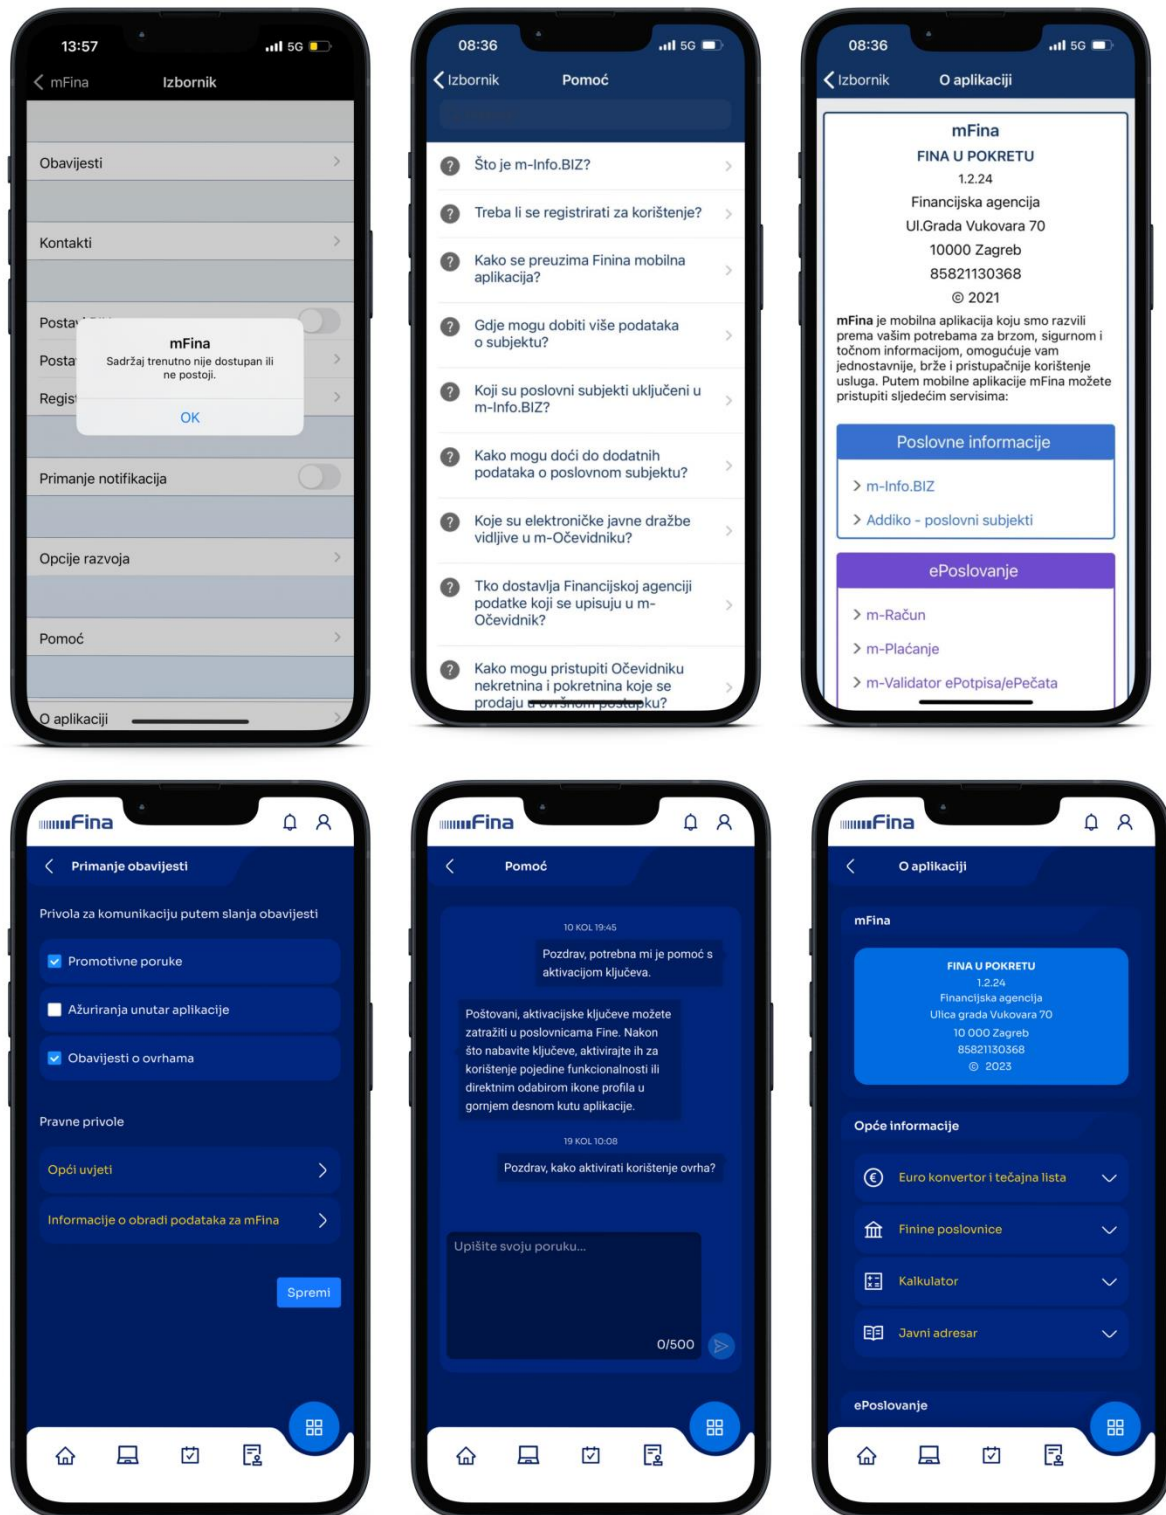 13:57
5G
mFina
Izbornik
Obavijesti
Kontakti
Posta
Posta
Regist
mFina
Sadržaj trenutno nije dostupan ili
ne postoji.
OK
Primanje notifikacija
Opcije razvoja
Pomoć
O aplikaciji
08:36
5G
Izbornik
Pomoć
Što je m-Info.BIZ?
Treba li se registrirati za korištenje?
Kako se preuzima Finina mobilna
aplikacija?
Gdje mogu dobiti više podataka
o subjektu?
Koji su poslovni subjekti uključeni u
m-Info.BIZ?
Kako mogu doći do dodatnih
podataka o poslovnom subjektu?
Koje su elektroničke javne dražbe
vidljive u m-Očevidniku?
Tko dostavlja Financijskoj agenciji
podatke koji se upisuju u m-
Očevidnik?
Kako mogu pristupiti Očevidniku
nekretnina i pokretnina koje se
prodaju u ovršnom postupku?
08:36
5G
Izbornik
O aplikaciji
mFina
FINA U POKRETU
1.2.24
Financijska agencija
Ul.Grada Vukovara 70
10000 Zagreb
85821130368
© 2021
mFina je mobilna aplikacija koju smo razvili
prema vašim potrebama za brzom, sigurnom i
točnom informacijom, omogućuje vam
jednostavnije, brže i pristupačnije korištenje
usluga. Putem mobilne aplikacije mFina možete
pristupiti sljedećim servisima:
Poslovne informacije
m-Info.BIZ
Addiko - poslovni subjekti
ePoslovanje
m-Račun
m-Plaćanje
m-Validator ePotpisa/ePečata
Fina
Primanje obavijesti
Privola za komunikaciju putem slanja obavijesti
Promotivne poruke
Ažuriranja unutar aplikacije
Obavijesti o ovrhama
Pravne privole
Opći uvjeti
Informacije o obradi podataka za mFina
Spremi
Fina
Pomoć
10 KOL 19:45
Pozdrav, potrebna mi je pomoć s
aktivacijom ključeva.
Poštovani, aktivacijske ključeve možete
zatražiti u poslovnicama Fine. Nakon
što nabavite ključeve, aktivirajte ih za
korištenje pojedine funkcionalnosti ili
direktnim odabirom ikone profila u
gornjem desnom kutu aplikacije.
19 KOL 10:08
Pozdrav, kako aktivirati korištenje ovrha?
Upišite svoju poruku...
0/500
Fina
O aplikaciji
mFina
FINA U POKRETU
1.2.24
Financijska agencija
Ulica grada Vukovara 70
10 000 Zagreb
85821130368
© 2023
Opće informacije
Euro konvertor i tečajna lista
Finine poslovnice
Kalkulator
Javni adresar
ePoslovanje